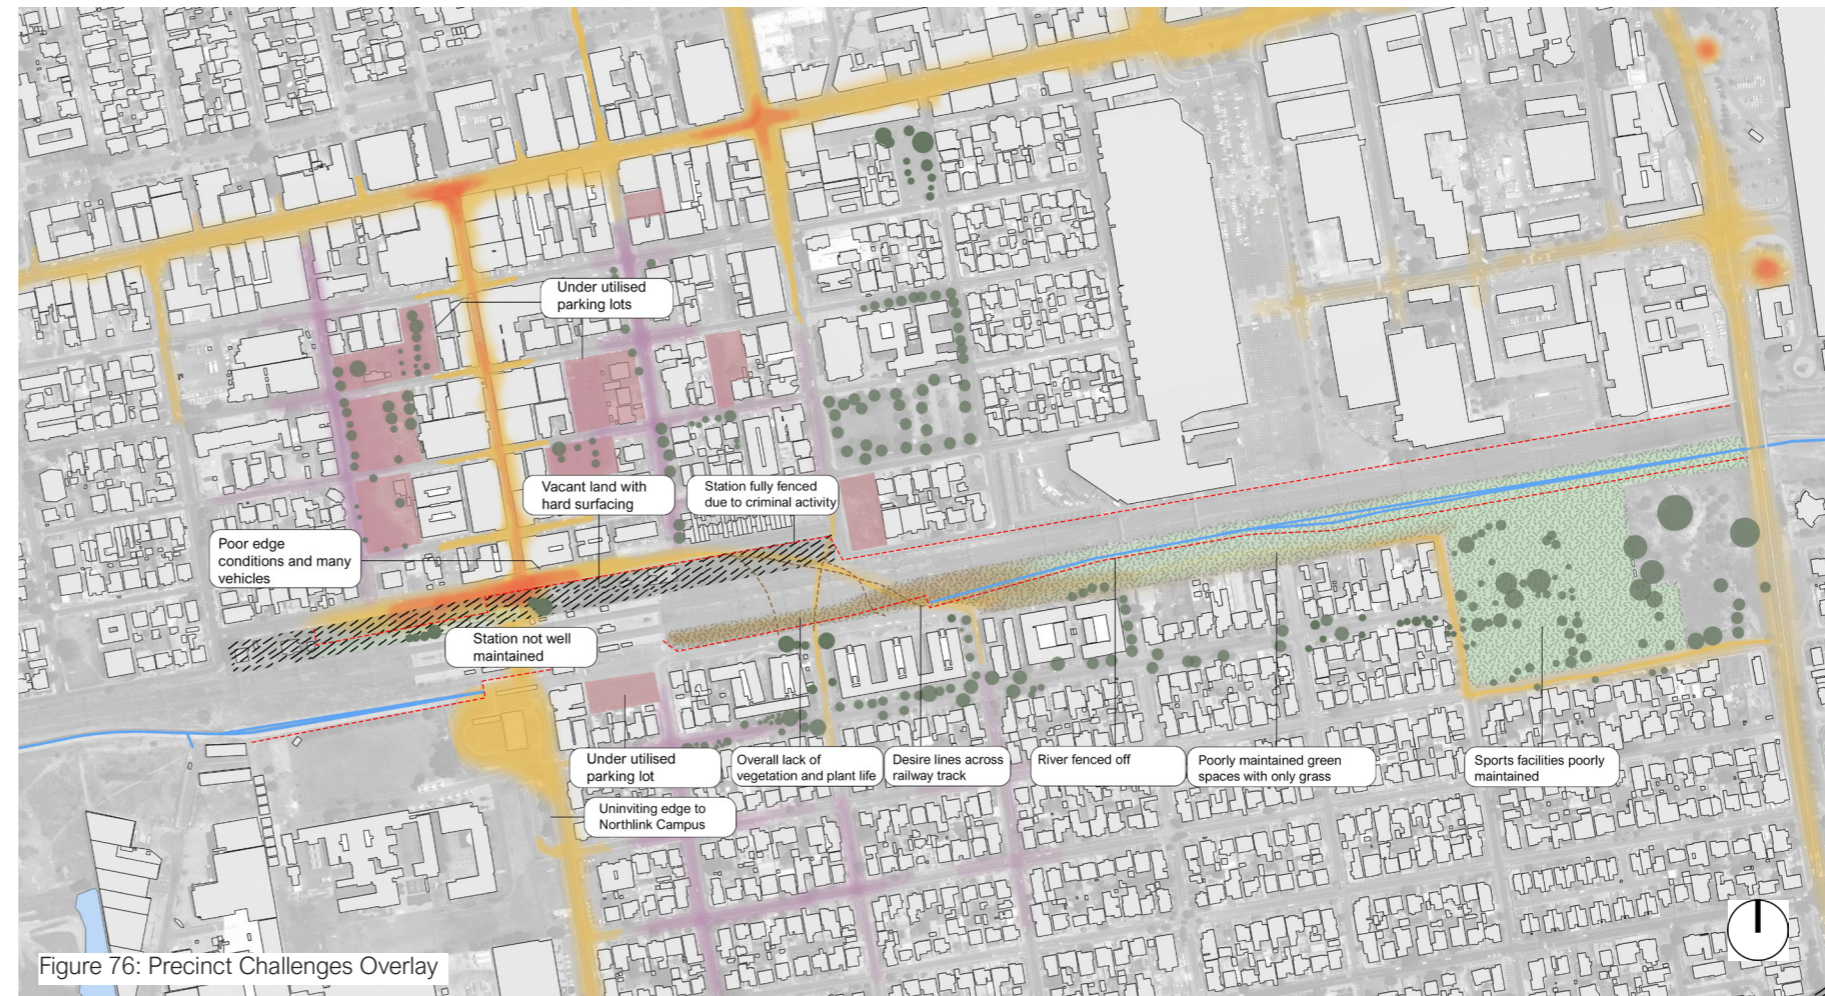 Under utilised
parking lots
Vacant land with
hard surfacing
Station fully fenced
due to criminal activity
Poor edge
conditions and many
vehicles
Station not well
maintained
Under utilised
parking lot
Overall lack of
vegetation and plant life
Desire lines across
railway track
River fenced off
Poorly maintained green
spaces with only grass
Sports facilities poorly
maintained
Uninviting edge to
Northlink Campus
Figure 76: Precinct Challenges Overlay